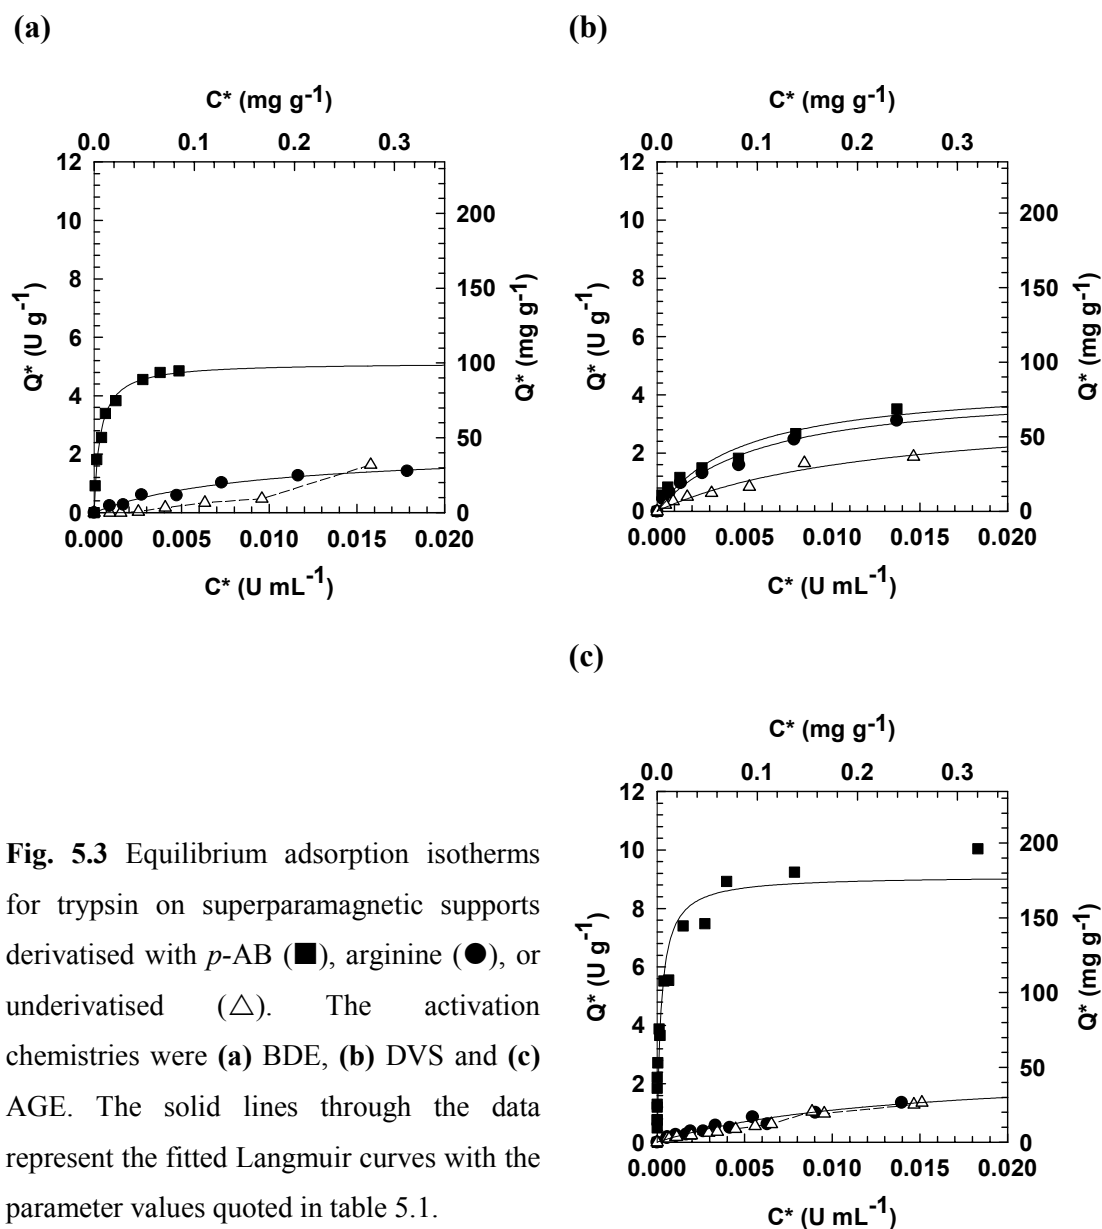 (a)
C* (mg g-1)
0.0 0.1 0.2 0.3
12
10
8
6
4
2
0
Q* (U g-1)
200
150
100
50
0
Q* (mg g-1)
0.000 0.005 0.010 0.015 0.020
C* (U mL-1)
(b)
C* (mg g-1)
0.0 0.1 0.2 0.3
12
10
8
6
4
2
0
Q* (U g-1)
200
150
100
50
0
Q* (mg g-1)
0.000 0.005 0.010 0.015 0.020
C* (U mL-1)
(c)
C* (mg g-1)
0.0 0.1 0.2 0.3
12
10
8
6
4
2
0
Q* (U g-1)
200
150
100
50
0
Q* (mg g-1)
0.000 0.005 0.010 0.015 0.020
C* (U mL-1)
Fig. 5.3 Equilibrium adsorption isotherms
for trypsin on superparamagnetic supports
derivatised with p-AB (■), arginine (●), or
underivatised (△). The activation
chemistries were (a) BDE, (b) DVS and (c)
AGE. The solid lines through the data
represent the fitted Langmuir curves with the
parameter values quoted in table 5.1.